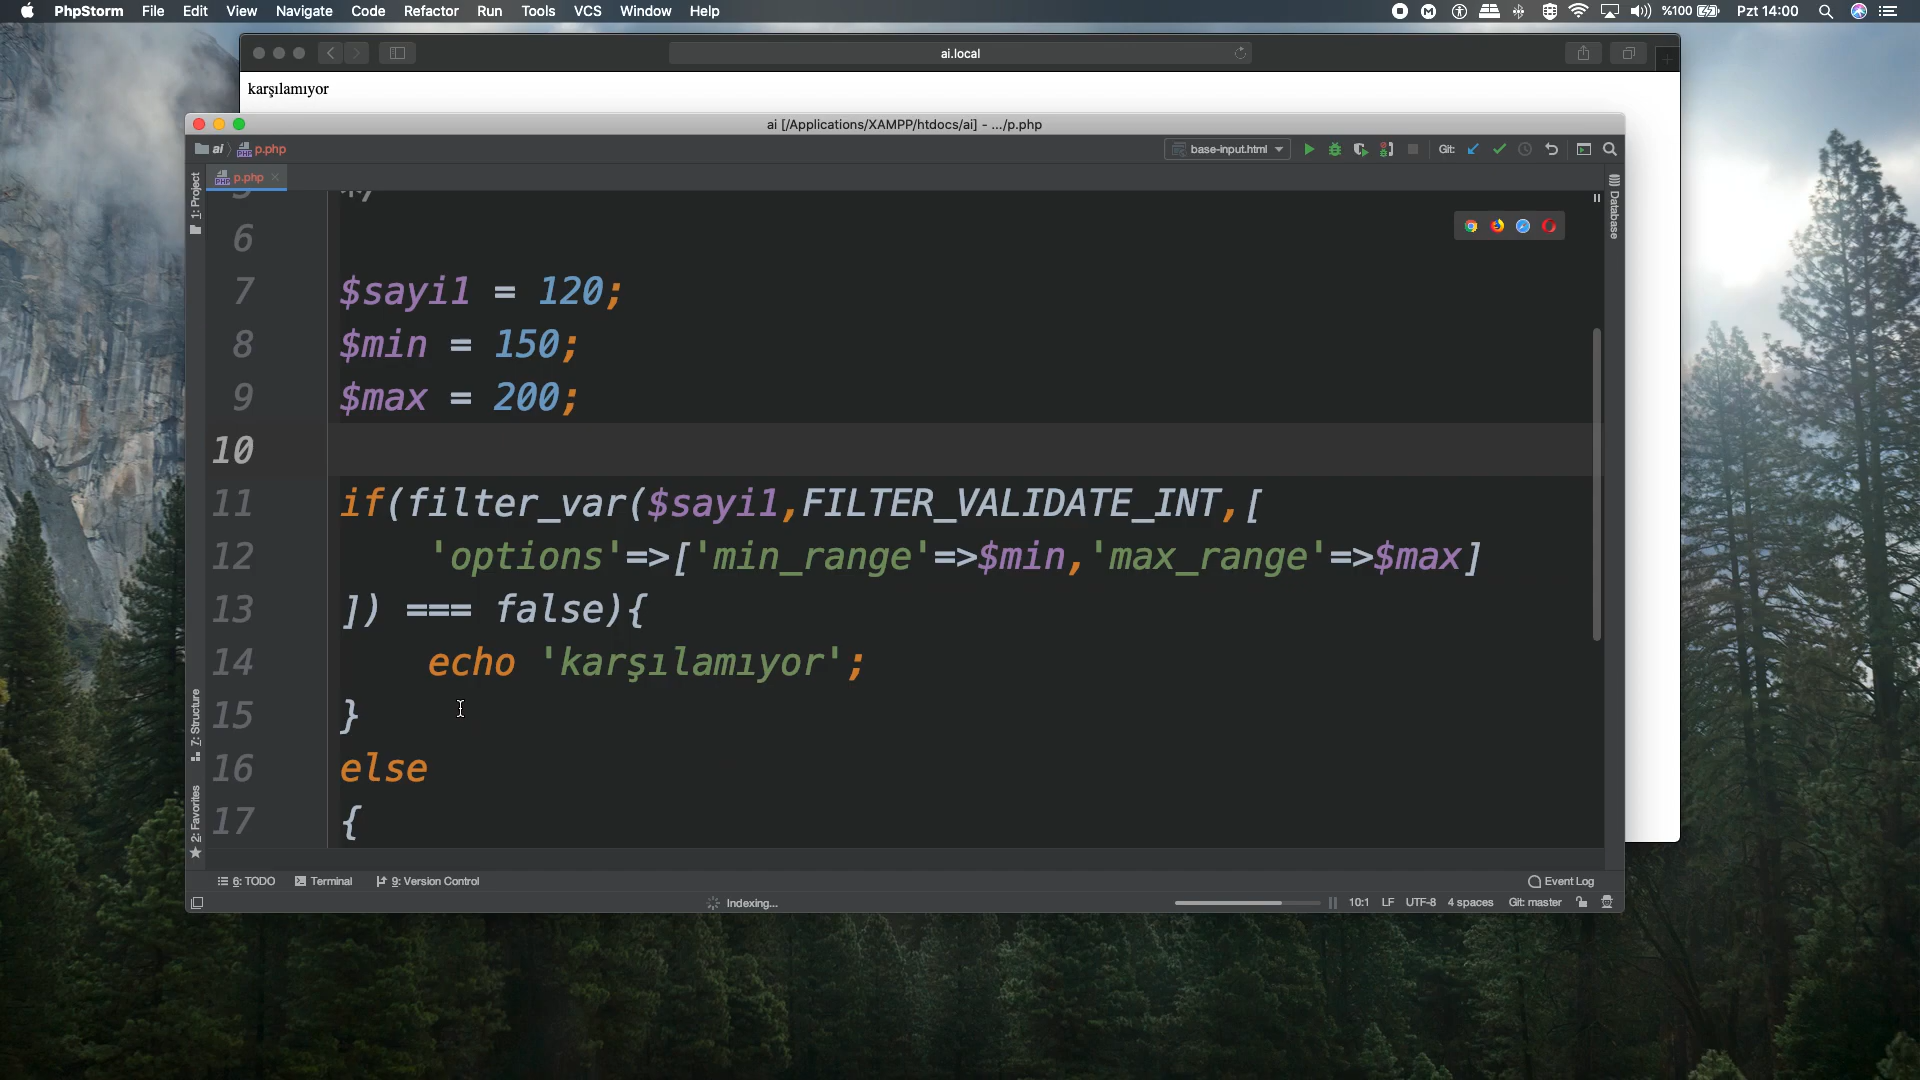 PhpStorm File Edit View Navigate Code Refactor Run Tools VCS Window Help
%100 Pzt 14:00
ai.local
karşılamıyor
ai [/Applications/XAMPP/htdocs/ai] - .../p.php
ai p.php
base-input.html Git:
1: Project
p.php
Database
5 */
6
7 $sayi1 = 120;
8 $min = 150;
9 $max = 200;
10
11 if(filter_var($sayi1,FILTER_VALIDATE_INT,[
12 'options'=>['min_range'=>$min,'max_range'=>$max]
13 ]) === false){
14 echo 'karşılamıyor';
15 }
16 else
17 {
7: Structure
2: Favorites
6: TODO Terminal 9: Version Control Event Log
Indexing... 10:1 LF UTF-8 4 spaces Git: master